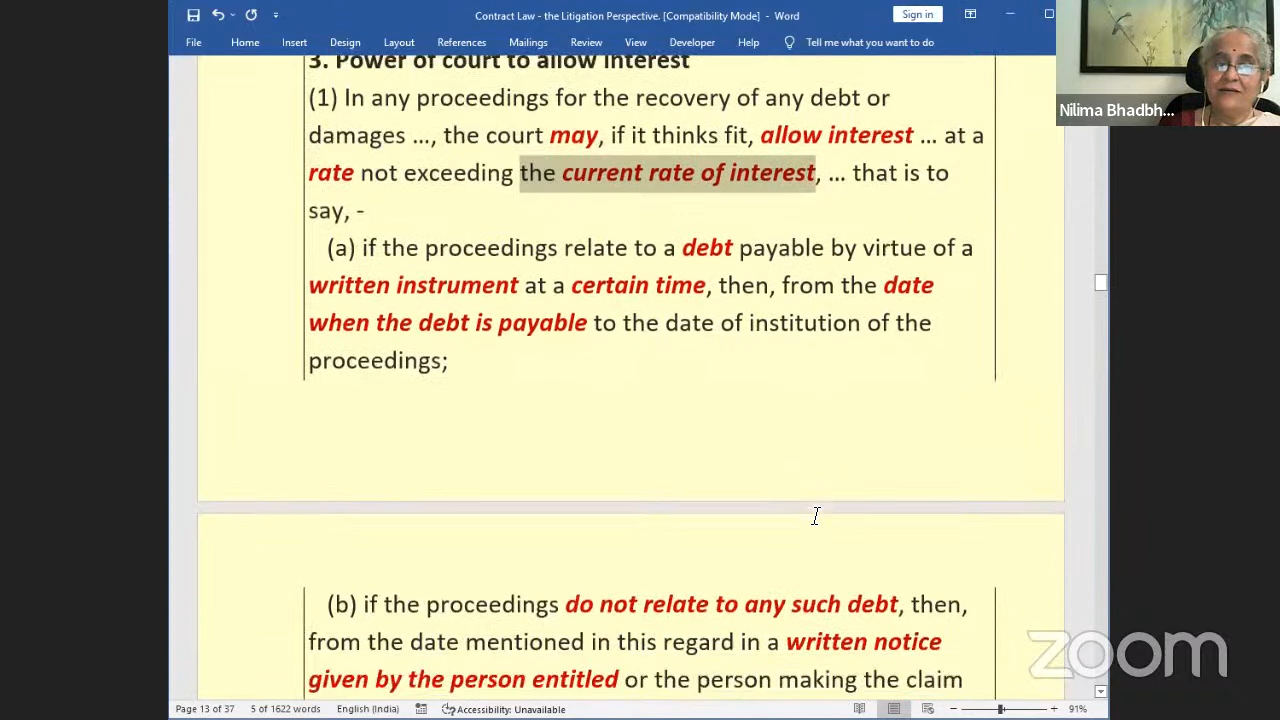 Contract Law - the Litigation Perspective. [Compatibility Mode] - Word
Sign in
File Home Insert Design Layout References Mailings Review View Developer Help Tell me what you want to do
Nilima Bhadbh...
3. Power of court to allow interest
(1) In any proceedings for the recovery of any debt or
damages ..., the court may, if it thinks fit, allow interest ... at a
rate not exceeding the current rate of interest, ... that is to
say, -
(a) if the proceedings relate to a debt payable by virtue of a
written instrument at a certain time, then, from the date
when the debt is payable to the date of institution of the
proceedings;
(b) if the proceedings do not relate to any such debt, then,
from the date mentioned in this regard in a written notice
given by the person entitled or the person making the claim
zoom
Page 13 of 37 5 of 1622 words English (India) Accessibility: Unavailable 91%